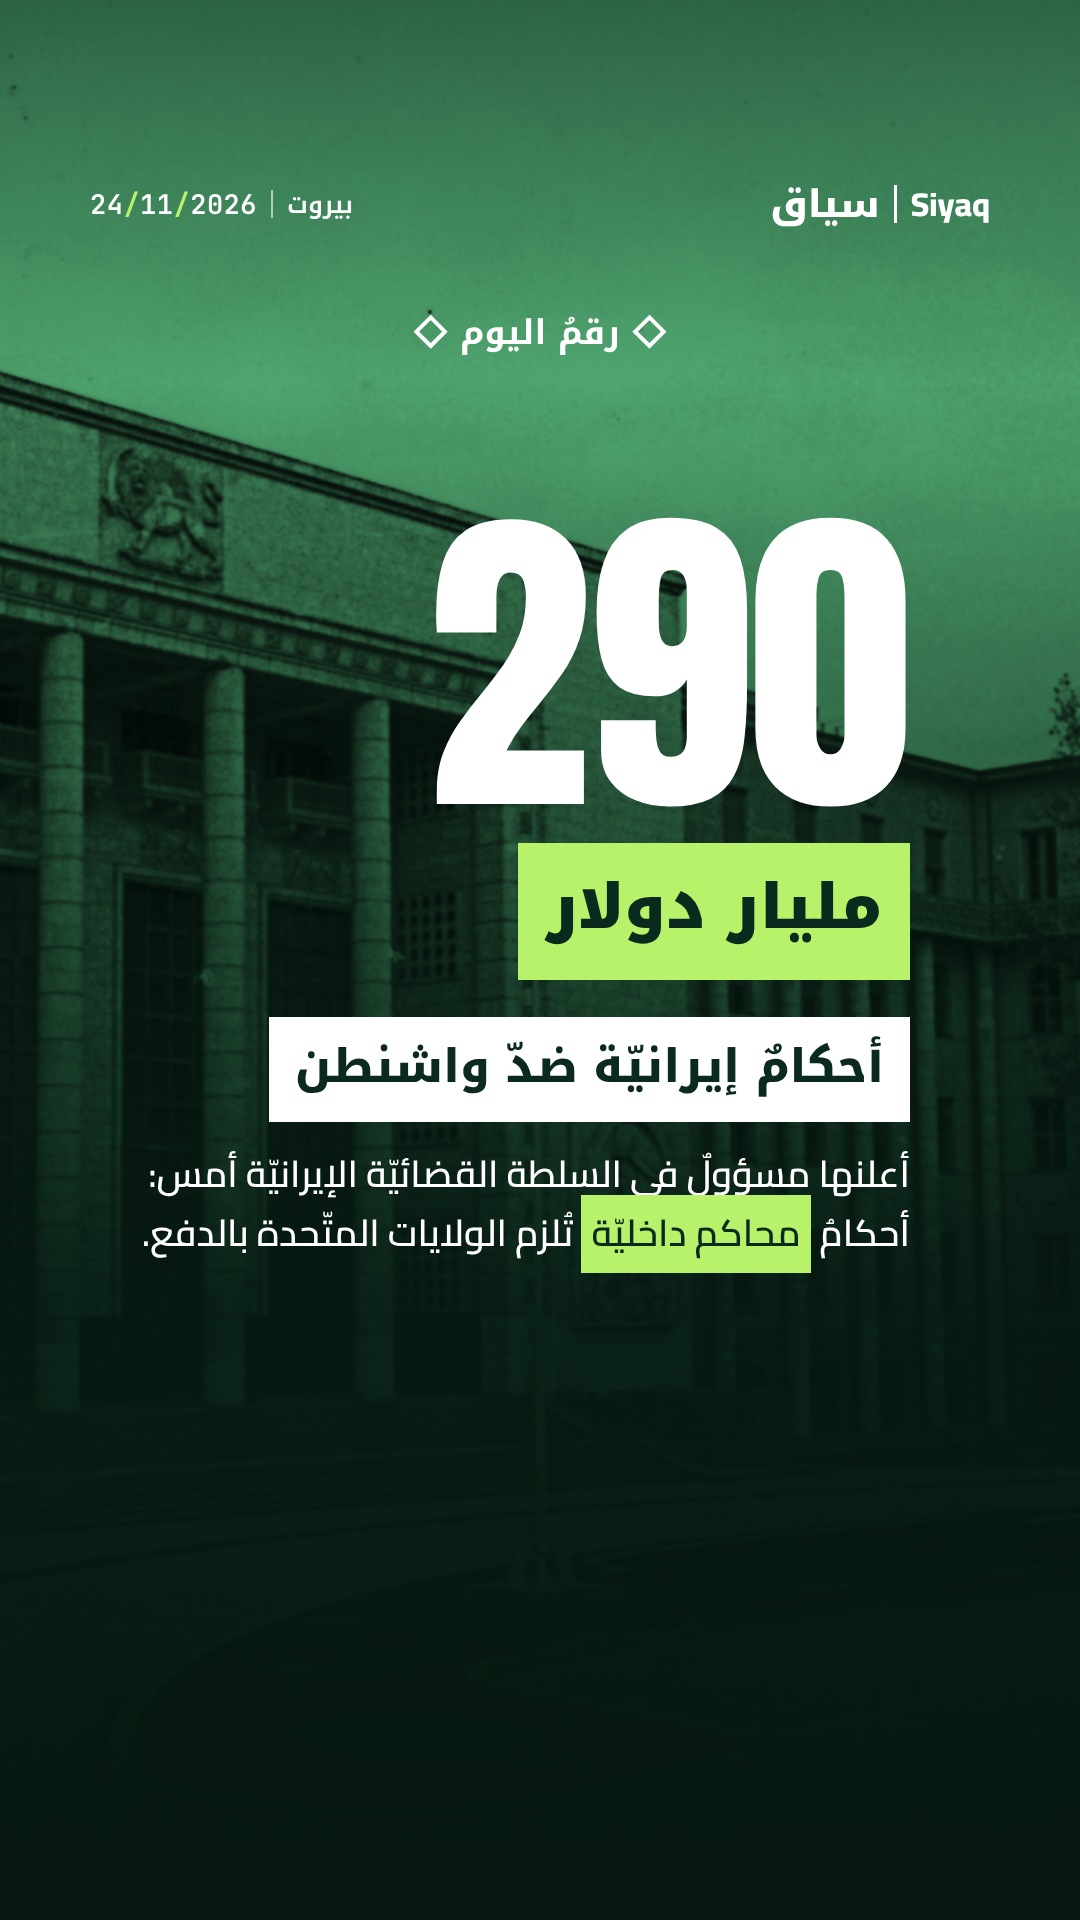 Siyaq | سياق
بيروت | 24/11/2026
رقمُ اليوم
290
مليار دولار
أحكامٌ إيرانيّة ضدّ واشنطن
أعلنها مسؤولٌ في السلطة القضائيّة الإيرانيّة أمس:
أحكامُ محاكم داخليّة تُلزم الولايات المتّحدة بالدفع.